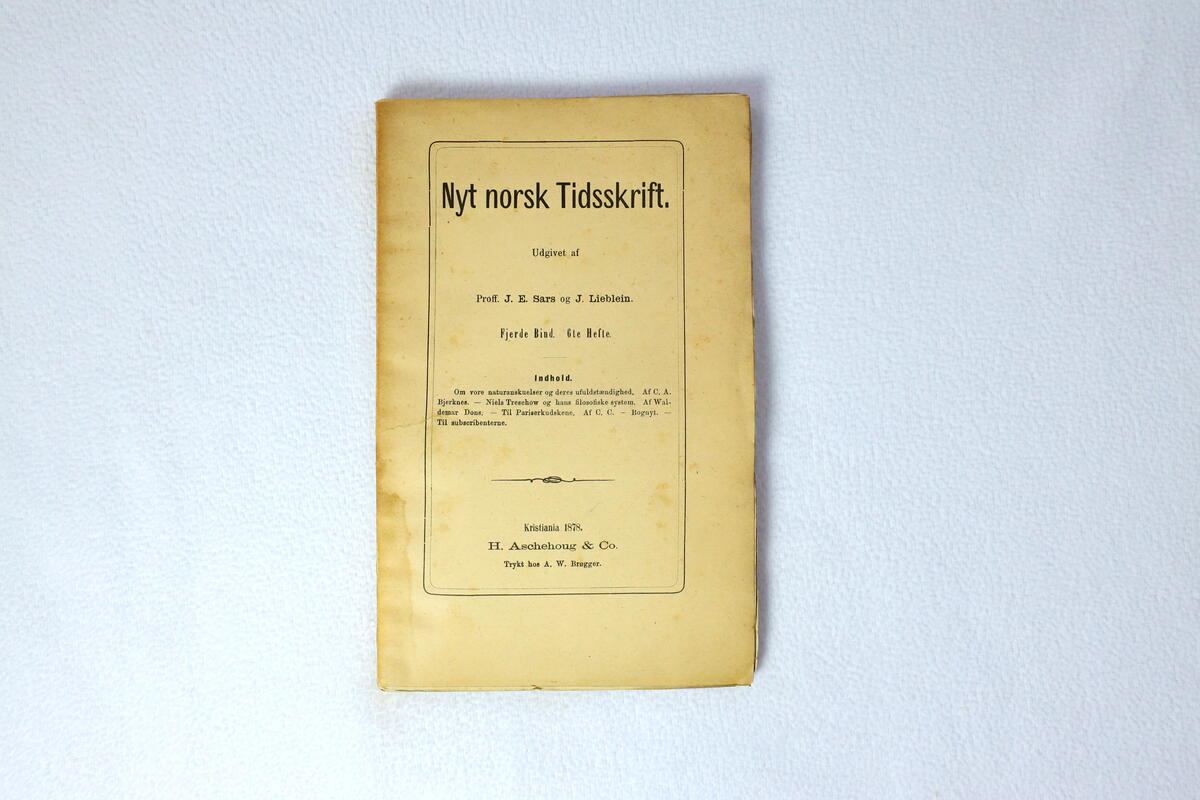 Nyt norsk Tidsskrift.
Udgivet af
Proff. J. E. Sars og J. Lieblein.
Fjerde Bind. 6te Hefte.
Indhold.
Om vore naturanskuelser og deres ufuldstændighed. Af C. A.
Bjerknes. — Niels Treschow og hans filosofiske system. Af Wal-
demar Dons. — Til Pariserkudskene. Af C. C. — Bognyt. —
Til subscribenterne.
Kristiania 1878.
H. Aschehoug & Co.
Trykt hos A. W. Brøgger.